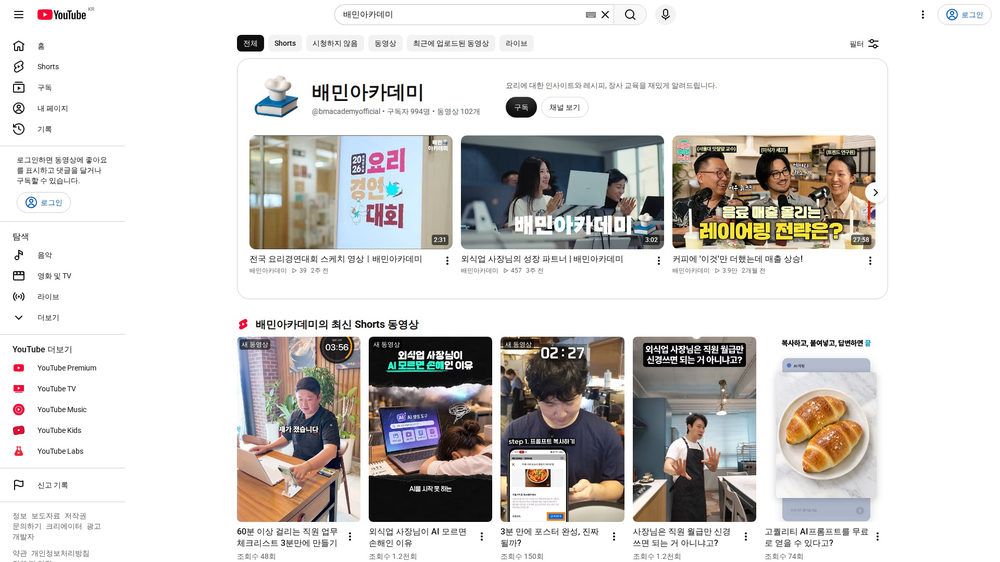 YouTube KR
배민아카데미
로그인
홈
Shorts
구독
내 페이지
기록
로그인하면 동영상에 좋아요
를 표시하고 댓글을 달거나
구독할 수 있습니다.
로그인
탐색
음악
영화 및 TV
라이브
더보기
YouTube 더보기
YouTube Premium
YouTube TV
YouTube Music
YouTube Kids
YouTube Labs
신고 기록
정보 보도자료 저작권
문의하기 크리에이터 광고
개발자
약관 개인정보처리방침
전체 Shorts 시청하지 않음 동영상 최근에 업로드된 동영상 라이브
필터
배민아카데미
@bmacademyofficial • 구독자 994명 • 동영상 102개
요리에 대한 인사이트와 레시피, 장사 교육을 재밌게 알려드립니다.
구독 채널 보기
배민
아카데미
2026
요리
경연
대회
2:31
전국 요리경연대회 스케치 영상 | 배민아카데미
배민아카데미 ▷ 39 2주 전
배민아카데미
3:02
외식업 사장님의 성장 파트너 | 배민아카데미
배민아카데미 ▷ 457 3주 전
음료 매출 올리는
레이어링 전략은?
27:58
커피에 '이것'만 더했는데 매출 상승!
배민아카데미 ▷ 3.9만 2개월 전
배민아카데미의 최신 Shorts 동영상
새 동영상
03:56
제가 졌습니다
60분 이상 걸리는 직원 업무
체크리스트 3분만에 만들기
조회수 48회
새 동영상
외식업 사장님이
AI 모르면 손해인 이유
AI를 시작 못 하는
외식업 사장님이 AI 모르면
손해인 이유
조회수 1.2천회
새 동영상
02:27
step 1. 프롬프트 복사하기
3분 만에 포스터 완성, 진짜
될까?
조회수 150회
외식업 사장님은 직원 월급만
신경쓰면 되는 거 아니냐고?
사장님은 직원 월급만 신경
쓰면 되는 거 아니냐고?
조회수 1.2천회
복사하고, 붙여넣고, 답변하면 끝
고퀄리티 AI프롬프트를 무료
로 얻을 수 있다고?
조회수 74회